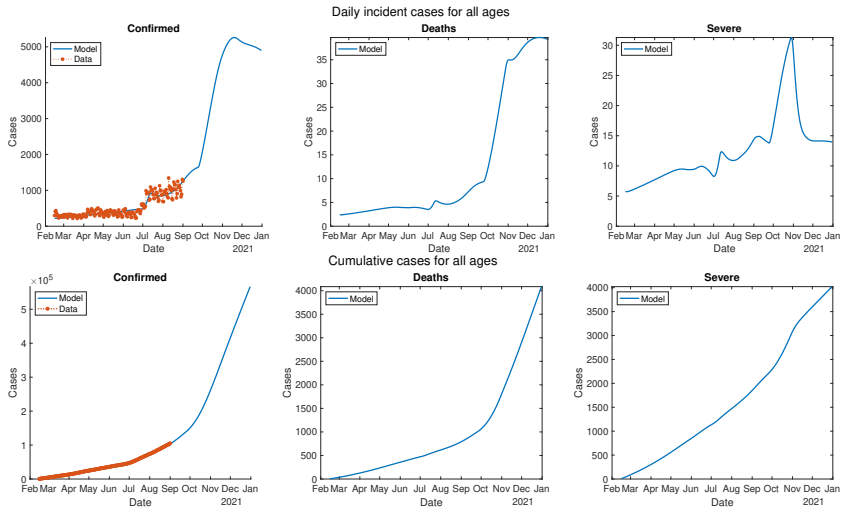 Daily incident cases for all ages
Confirmed
Model
Data
Cases
5000
4000
3000
2000
1000
0
Feb Mar Apr May Jun Jul Aug Sep Oct Nov Dec Jan
Date
2021
Deaths
Model
Cases
35
30
25
20
15
10
5
0
Feb Mar Apr May Jun Jul Aug Sep Oct Nov Dec Jan
Date
2021
Severe
Model
Cases
30
25
20
15
10
5
0
Feb Mar Apr May Jun Jul Aug Sep Oct Nov Dec Jan
Date
2021
Cumulative cases for all ages
Confirmed
×10⁵
Model
Data
Cases
5
4
3
2
1
0
Feb Mar Apr May Jun Jul Aug Sep Oct Nov Dec Jan
Date
2021
Deaths
Model
Cases
4000
3500
3000
2500
2000
1500
1000
500
0
Feb Mar Apr May Jun Jul Aug Sep Oct Nov Dec Jan
Date
2021
Severe
Model
Cases
4000
3500
3000
2500
2000
1500
1000
500
0
Feb Mar Apr May Jun Jul Aug Sep Oct Nov Dec Jan
Date
2021